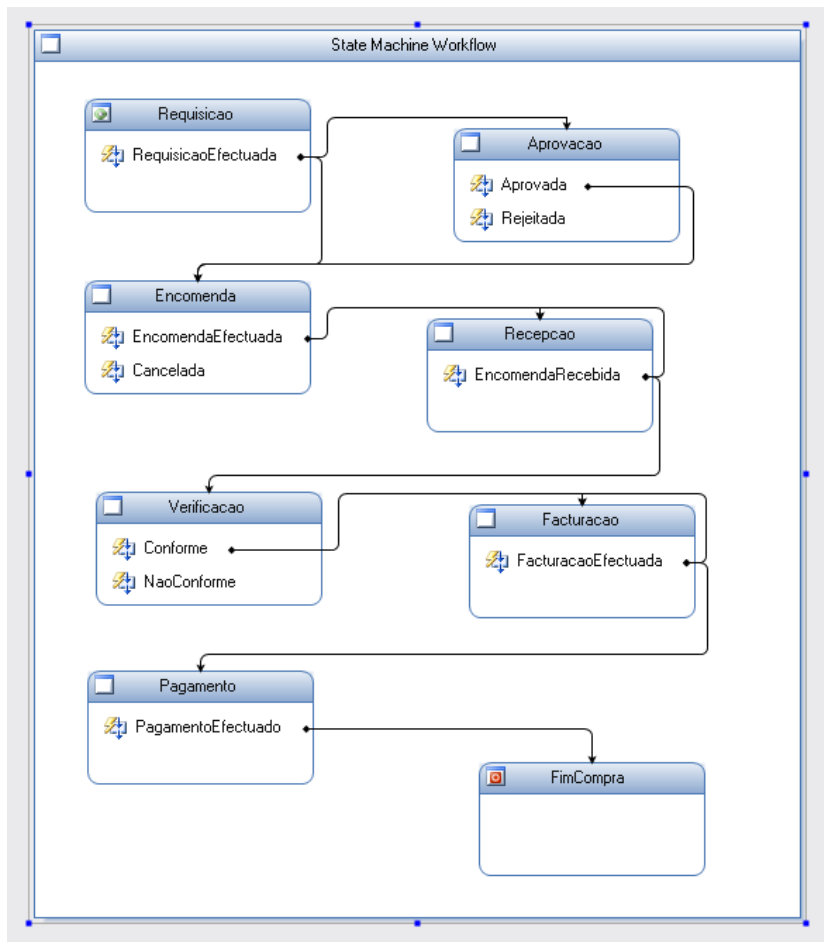 State Machine Workflow
Requisicao
RequisicaoEfectuada
Aprovacao
Aprovada
Rejeitada
Encomenda
EncomendaEfectuada
Cancelada
Recepcao
EncomendaRecebida
Verificacao
Conforme
NaoConforme
Facturacao
FacturacaoEfectuada
Pagamento
PagamentoEfectuado
FimCompra